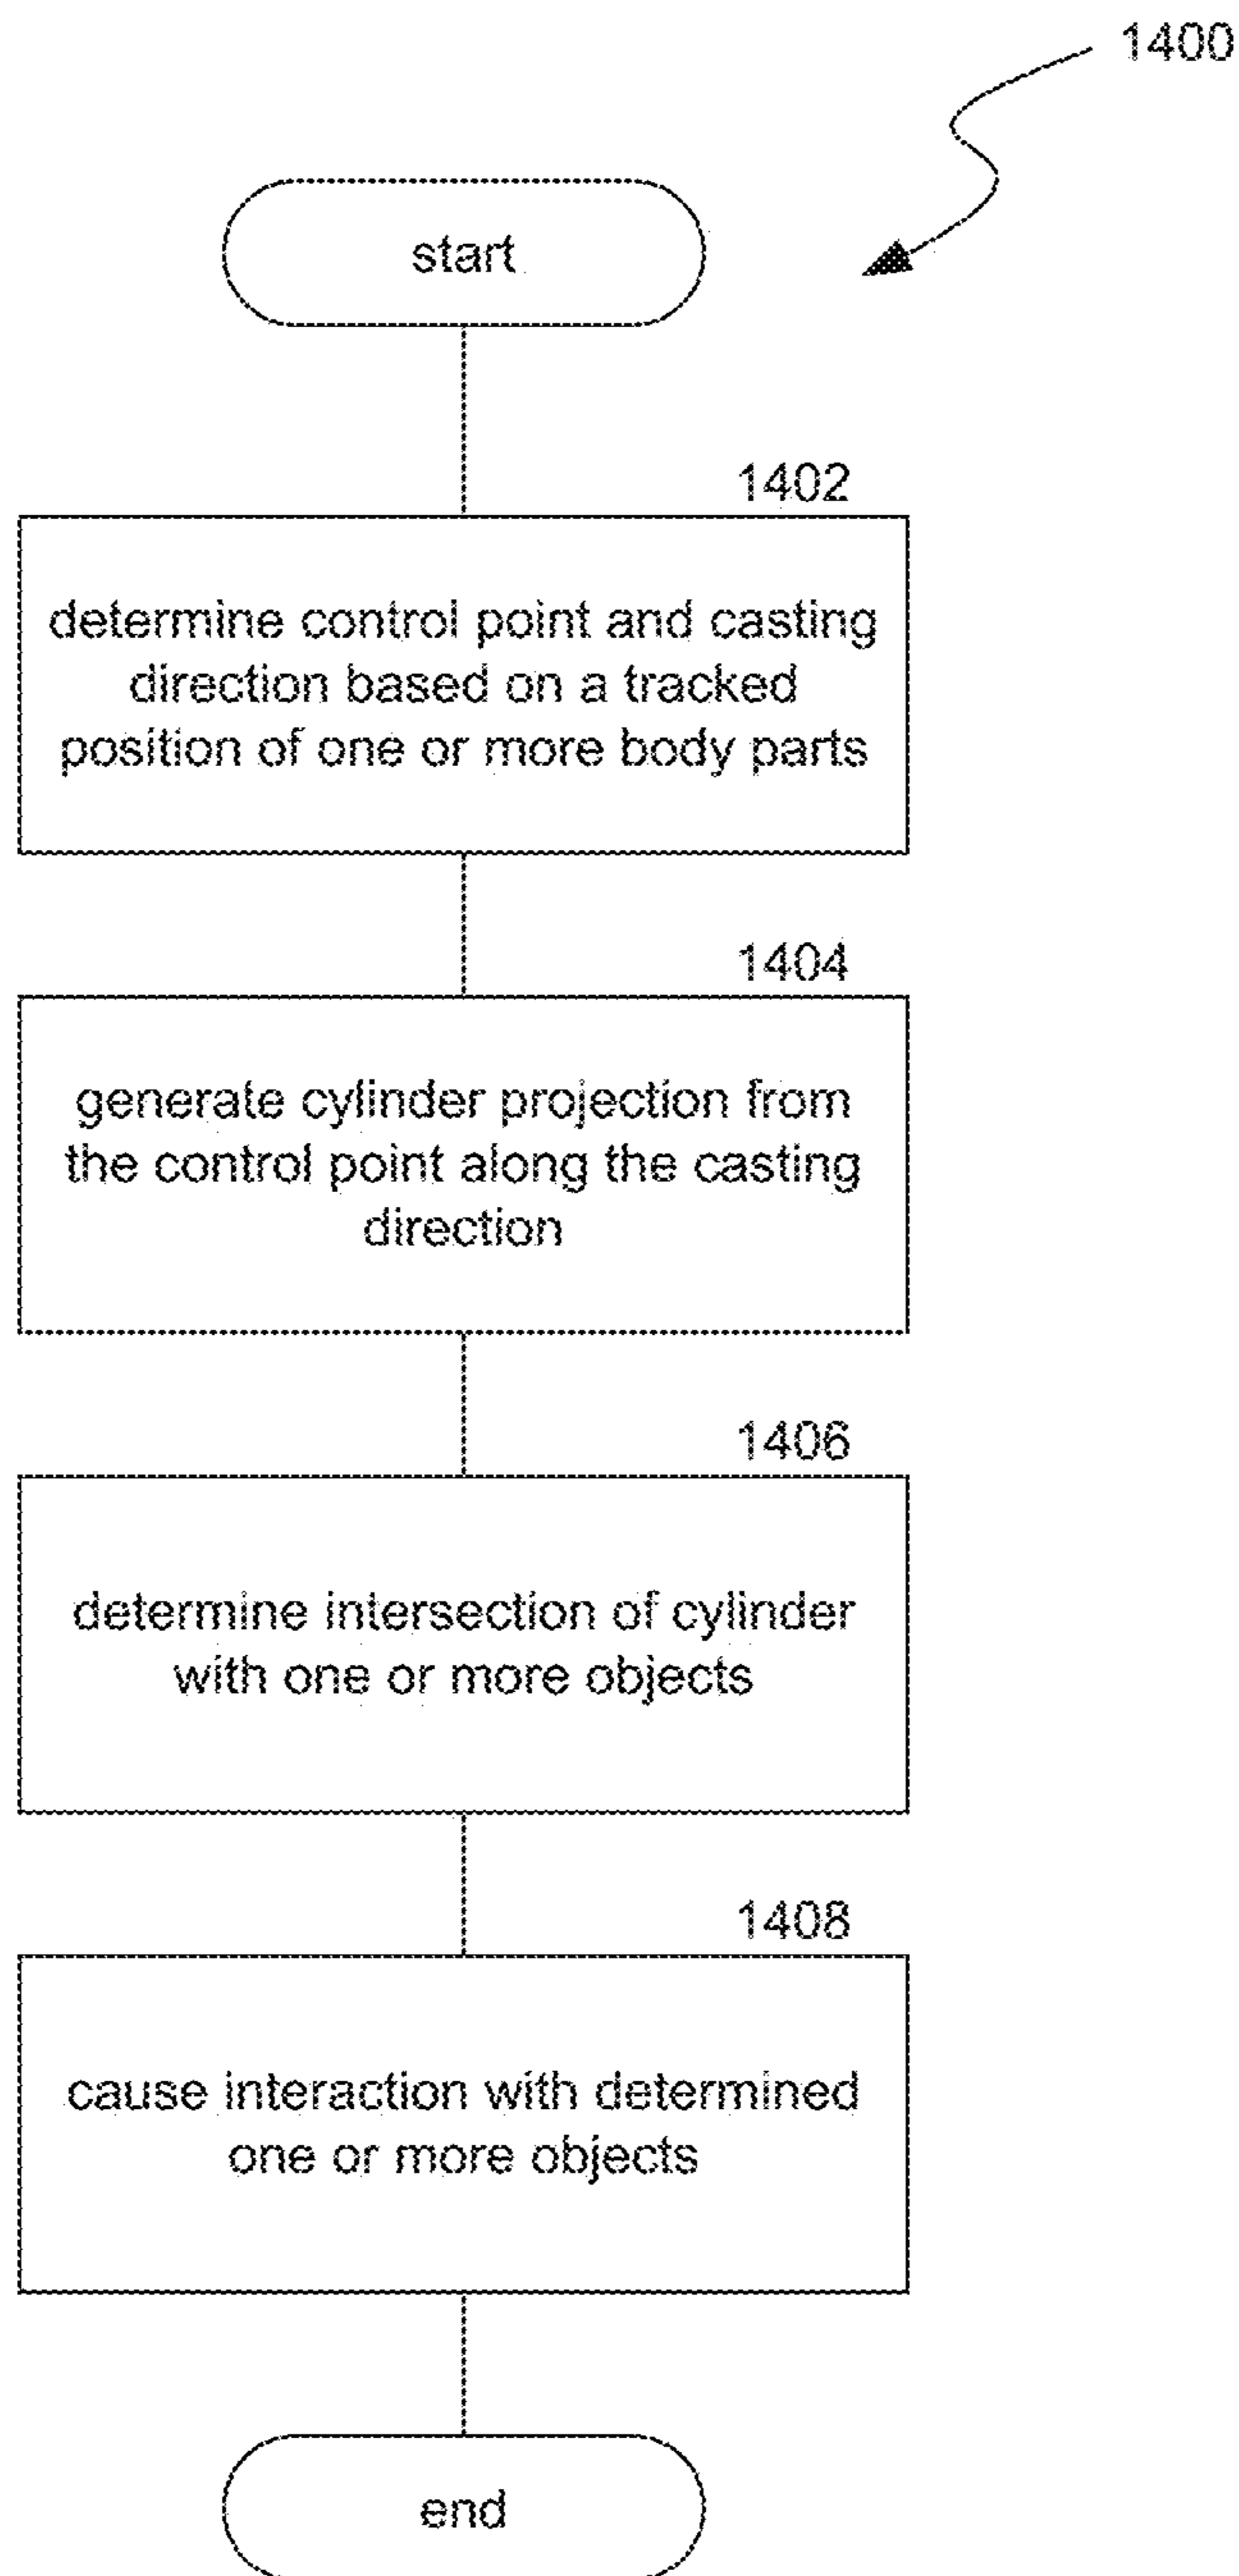 1400
start
1402
determine control point and casting
direction based on a tracked
position of one or more body parts
1404
generate cylinder projection from
the control point along the casting
direction
1406
determine intersection of cylinder
with one or more objects
1408
cause interaction with determined
one or more objects
end